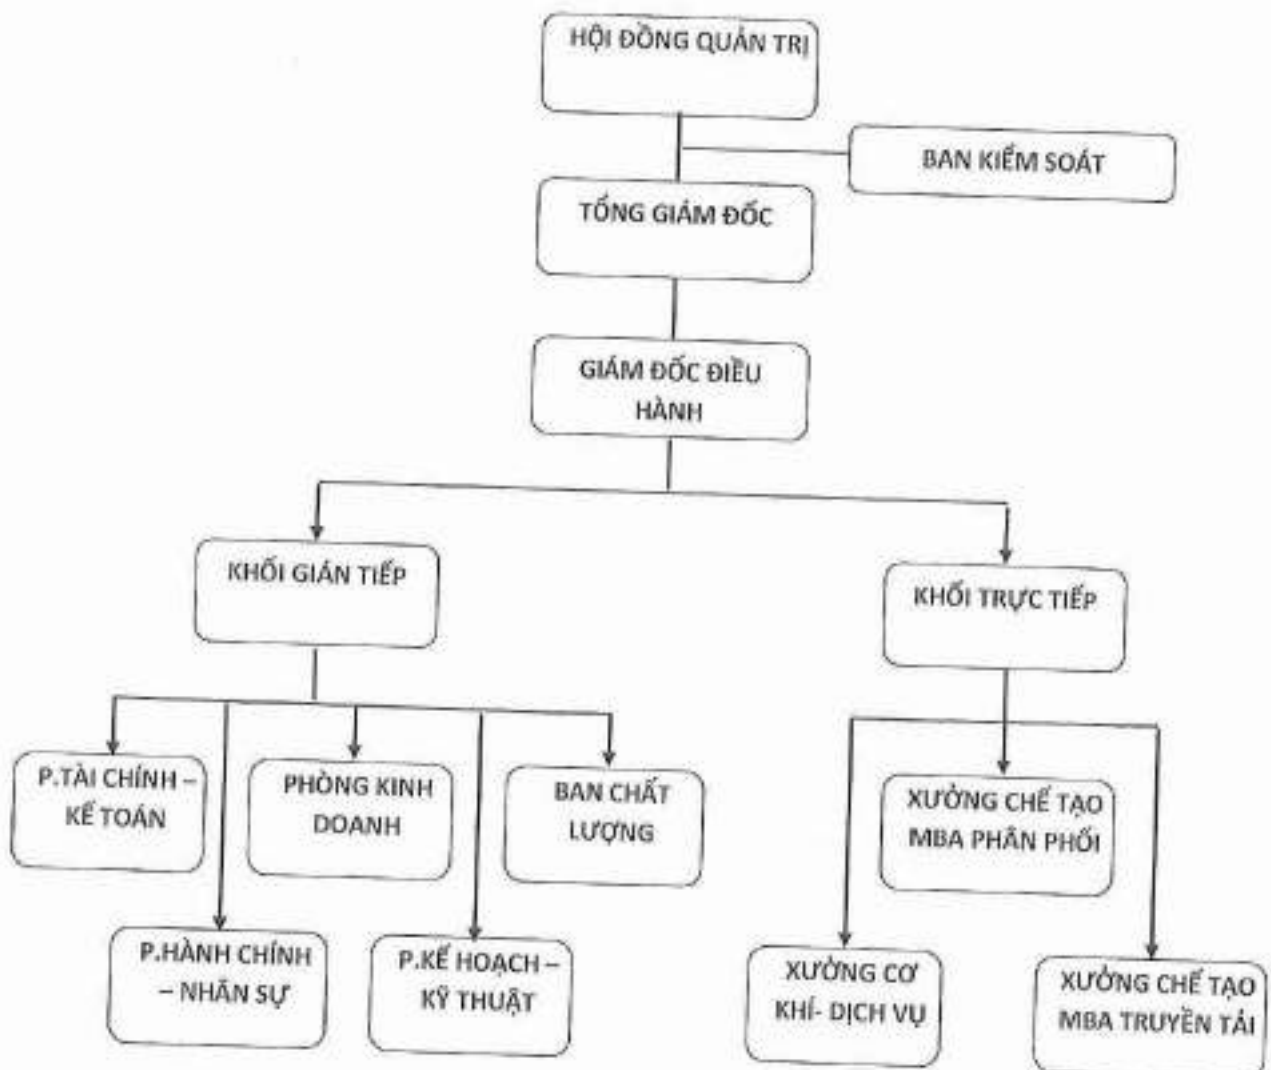 HỘI ĐỒNG QUẢN TRỊ
BAN KIỂM SOÁT
TỔNG GIÁM ĐỐC
GIÁM ĐỐC ĐIỀU
HÀNH
KHỐI GIÁN TIẾP
KHỐI TRỰC TIẾP
P.TÀI CHÍNH –
KẾ TOÁN
PHÒNG KINH
DOANH
BAN CHẤT
LƯỢNG
XƯỞNG CHẾ TẠO
MBA PHÂN PHỐI
P.HÀNH CHÍNH
– NHÂN SỰ
P.KẾ HOẠCH –
KỸ THUẬT
XƯỞNG CƠ
KHÍ- DỊCH VỤ
XƯỞNG CHẾ TẠO
MBA TRUYỀN TẢI